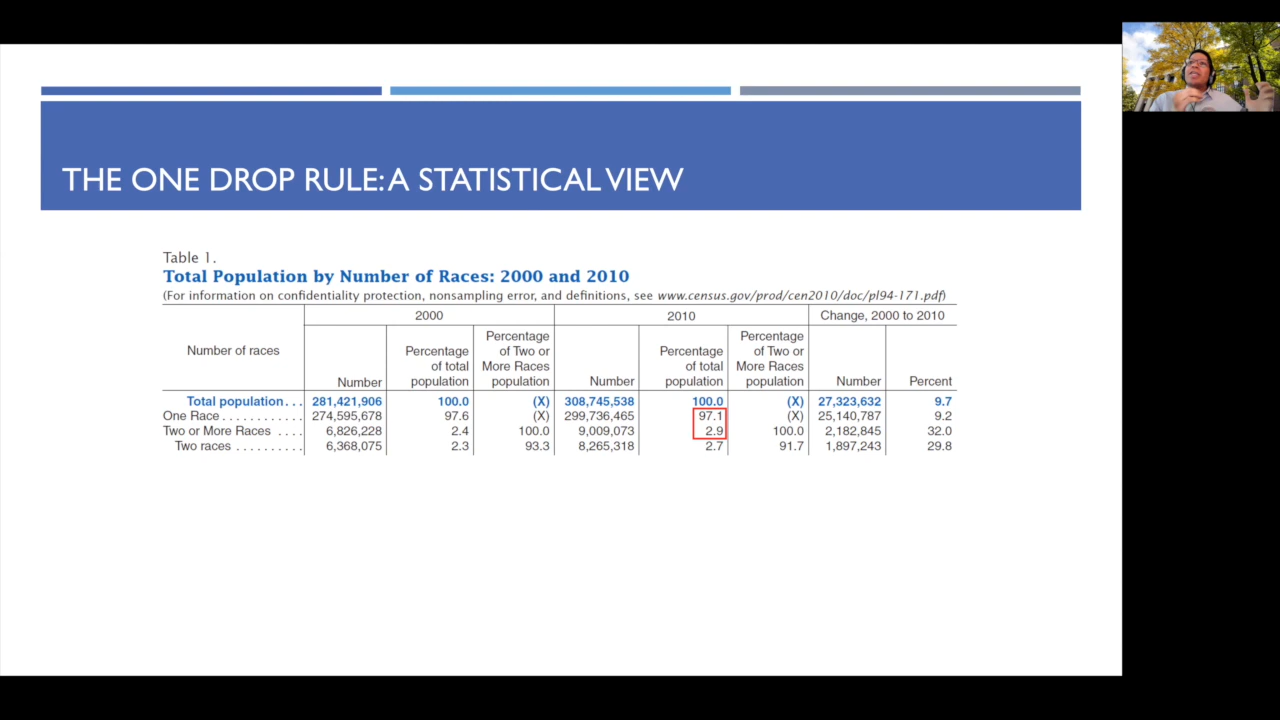 THE ONE DROP RULE: A STATISTICAL VIEW
Table 1.
Total Population by Number of Races: 2000 and 2010
(For information on confidentiality protection, nonsampling error, and definitions, see www.census.gov/prod/cen2010/doc/pl94-171.pdf)
Number of races 2000 2010 Change, 2000 to 2010
Number Percentage of total population Percentage of Two or More Races population Number Percentage of total population Percentage of Two or More Races population Number Percent
Total population... 281,421,906 100.0 (X) 308,745,538 100.0 (X) 27,323,632 9.7
One Race........... 274,595,678 97.6 (X) 299,736,465 97.1 (X) 25,140,787 9.2
Two or More Races .... 6,826,228 2.4 100.0 9,009,073 2.9 100.0 2,182,845 32.0
Two races .......... 6,368,075 2.3 93.3 8,265,318 2.7 91.7 1,897,243 29.8